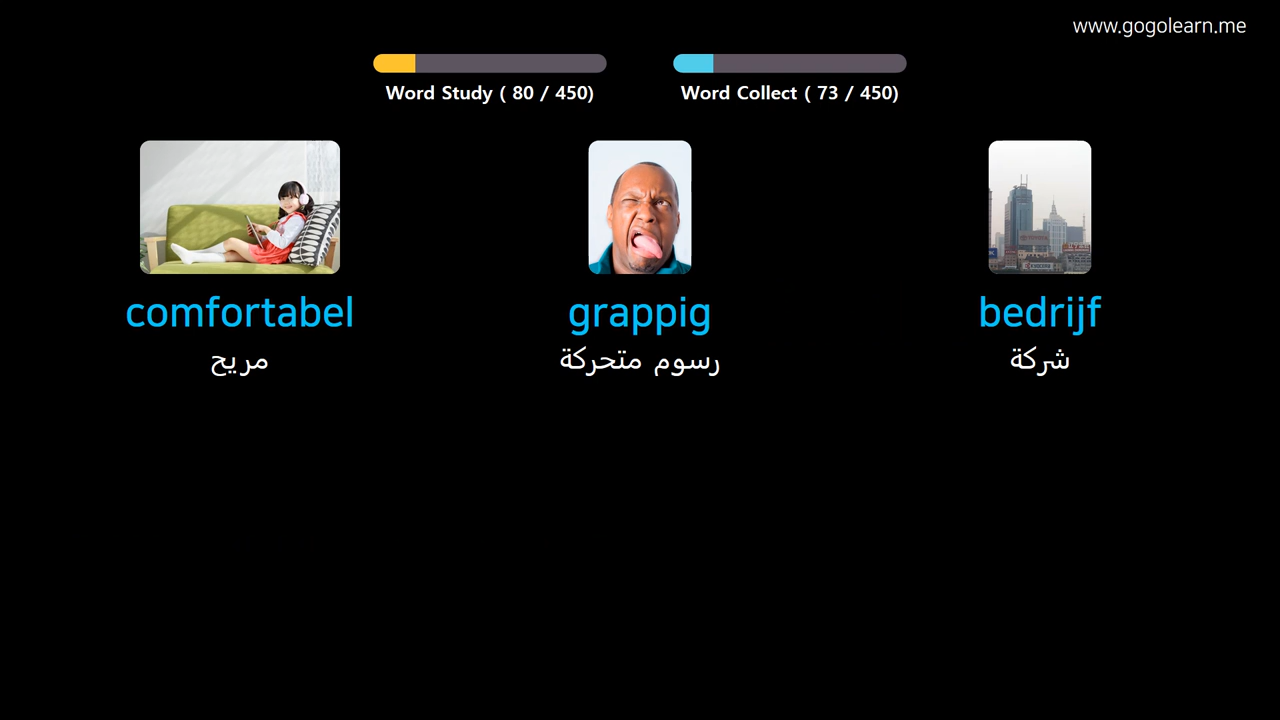 www.gogolearn.me
Word Study ( 80 / 450)
Word Collect ( 73 / 450)
comfortabel
grappig
bedrijf
مريح
رسوم متحركة
شركة